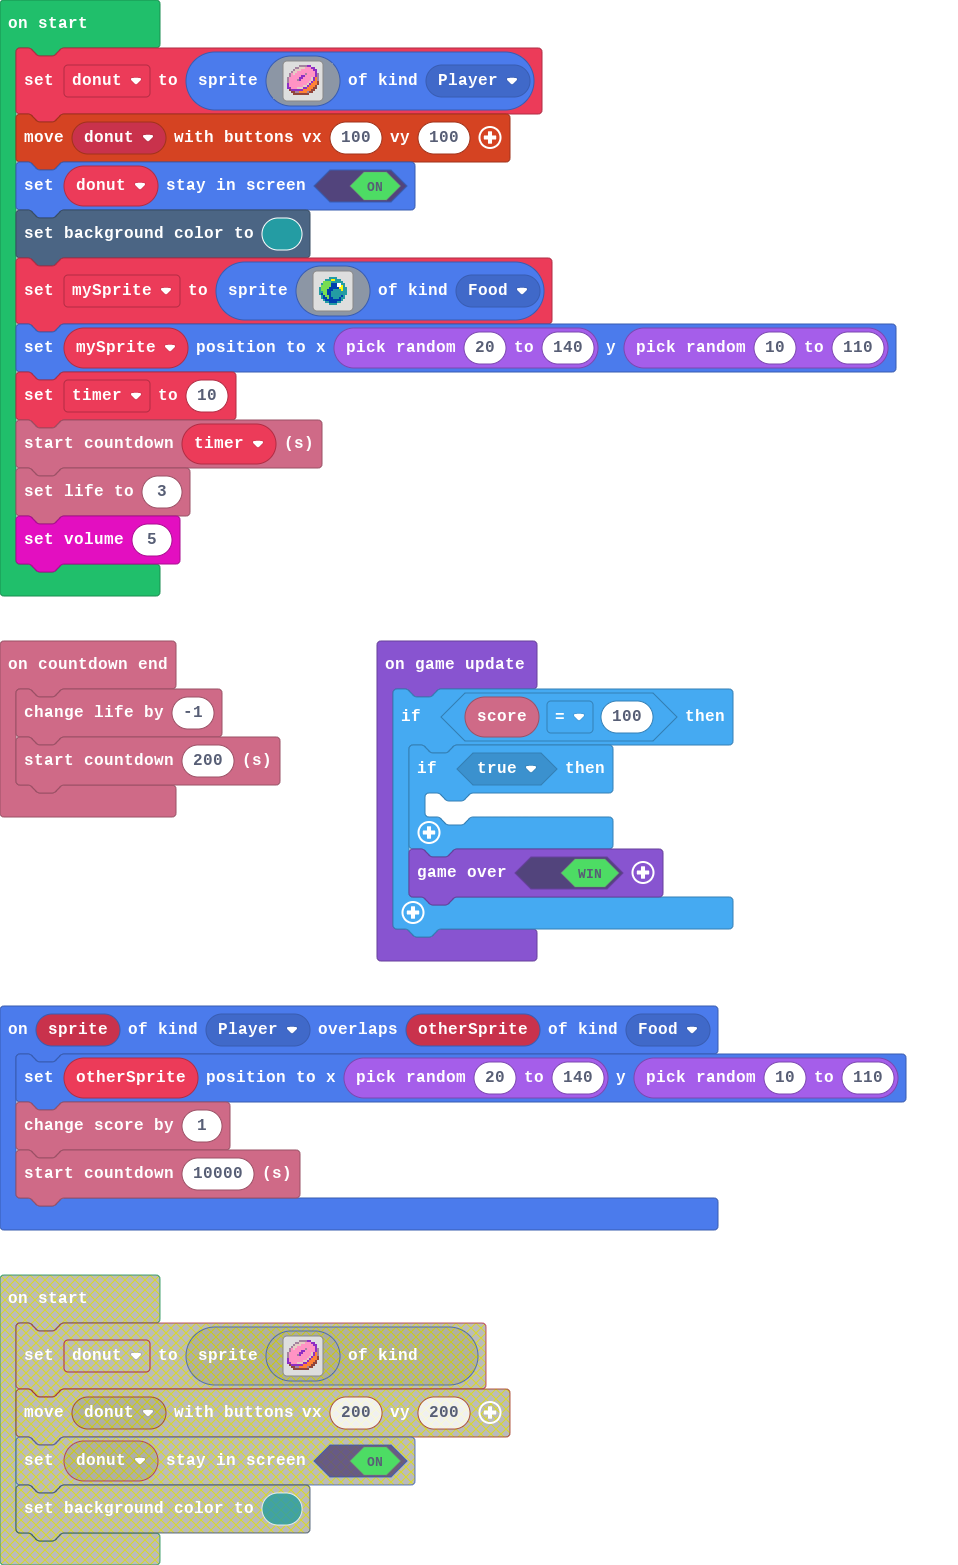 on start
set donut to sprite of kind Player
move donut with buttons vx 100 vy 100
set donut stay in screen ON
set background color to
set mySprite to sprite of kind Food
set mySprite position to x pick random 20 to 140 y pick random 10 to 110
set timer to 10
start countdown timer (s)
set life to 3
set volume 5
on countdown end
change life by -1
start countdown 200 (s)
on game update
if score = 100 then
if true then
game over WIN
on sprite of kind Player overlaps otherSprite of kind Food
set otherSprite position to x pick random 20 to 140 y pick random 10 to 110
change score by 1
start countdown 10000 (s)
on start
set donut to sprite of kind
move donut with buttons vx 200 vy 200
set donut stay in screen ON
set background color to